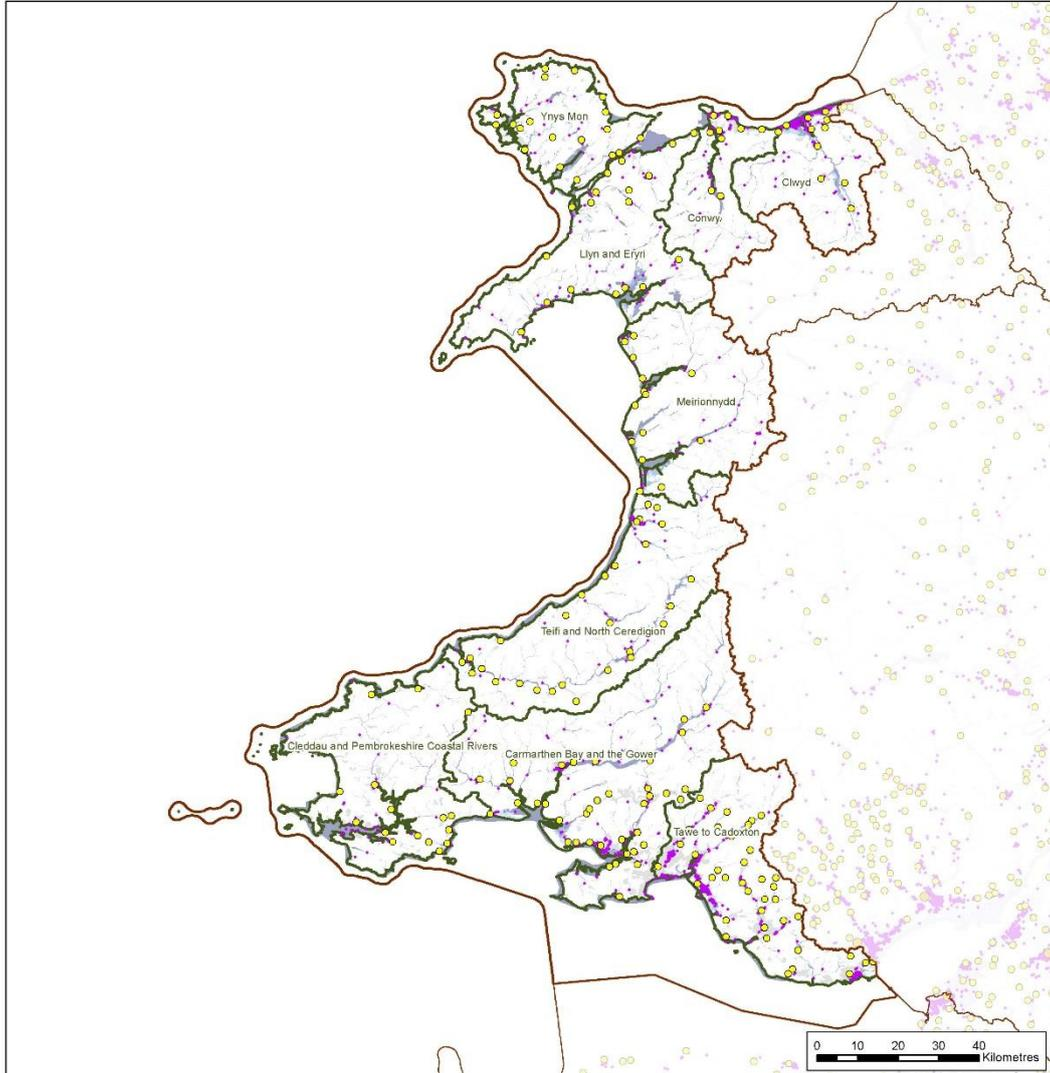 Ynys Mon
Clwyd
Conwy
Llyn and Eryri
Meirionnydd
Teifi and North Ceredigion
Cleddau and Pembrokeshire Coastal Rivers
Carmarthen Bay and the Gower
Tawe to Cadoxton
0 10 20 30 40
Kilometres